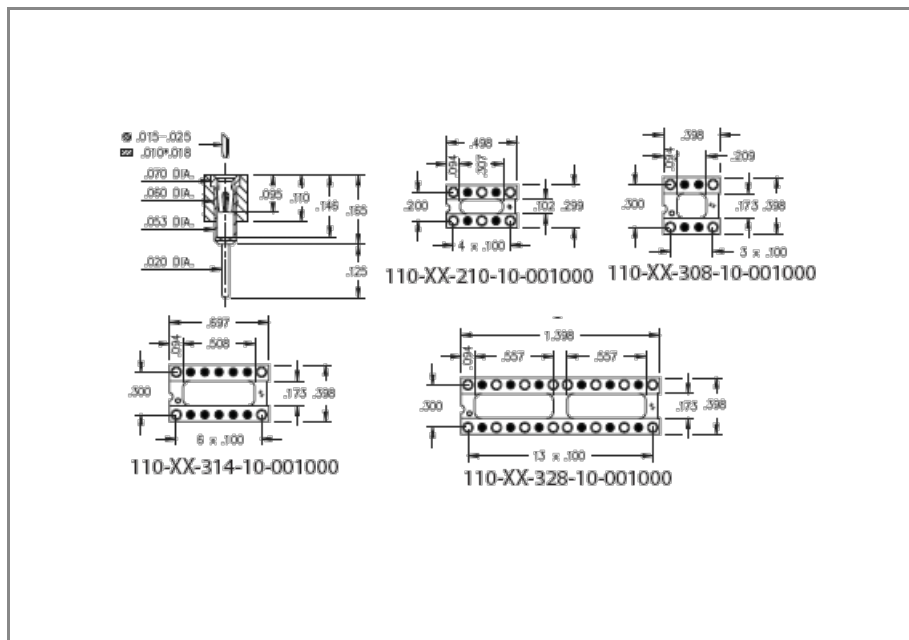 .015-.025
.010*.018
.070 DIA.
.060 DIA.
.053 DIA.
.020 DIA.
.095
.110
.146
.165
.125
.498
.094
.307
.200
.102
.299
4 x .100
110-XX-210-10-001000
.398
.094
.209
.300
.173
.398
3 x .100
110-XX-308-10-001000
.697
.094
.508
.300
.173
.398
6 x .100
110-XX-314-10-001000
1.398
.094
.557
.557
.300
.173
.398
13 x .100
110-XX-328-10-001000